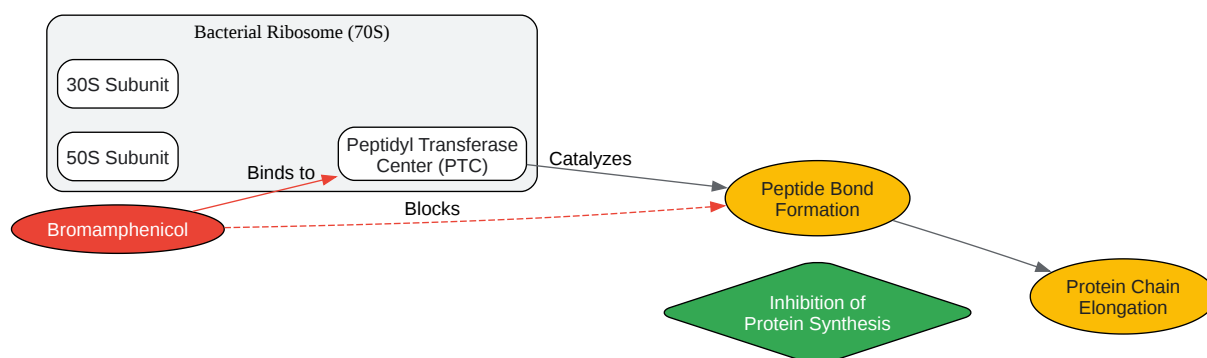 Bacterial Ribosome (70S)
30S Subunit
50S Subunit
Peptidyl Transferase
Center (PTC)
Binds to
Catalyzes
Bromamphenicol
Blocks
Peptide Bond
Formation
Inhibition of
Protein Synthesis
Protein Chain
Elongation